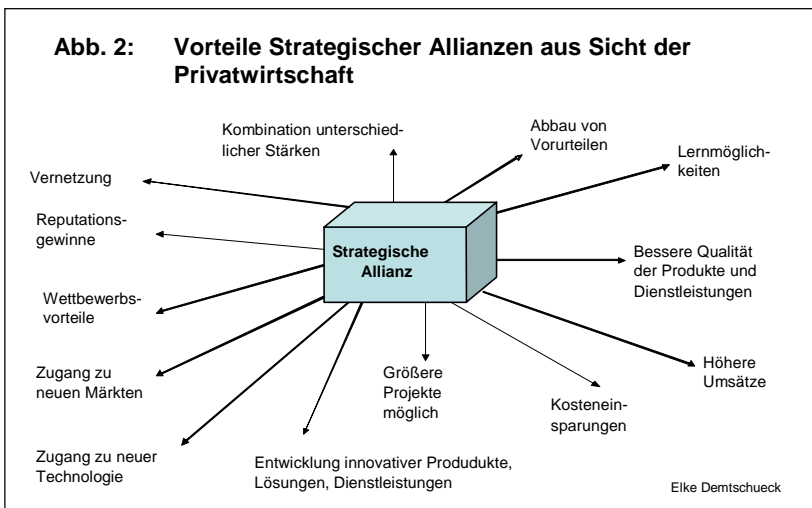 Abb. 2: Vorteile Strategischer Allianzen aus Sicht der
Privatwirtschaft
Kombination unterschied-
licher Stärken
Abbau von
Vorurteilen
Lernmöglich-
keiten
Vernetzung
Reputations-
gewinne
Strategische
Allianz
Bessere Qualität
der Produkte und
Dienstleistungen
Wettbewerbs-
vorteile
Zugang zu
neuen Märkten
Größere
Projekte
möglich
Höhere
Umsätze
Kostenein-
sparungen
Zugang zu neuer
Technologie
Entwicklung innovativer Produdukte,
Lösungen, Dienstleistungen
Elke Demtschueck